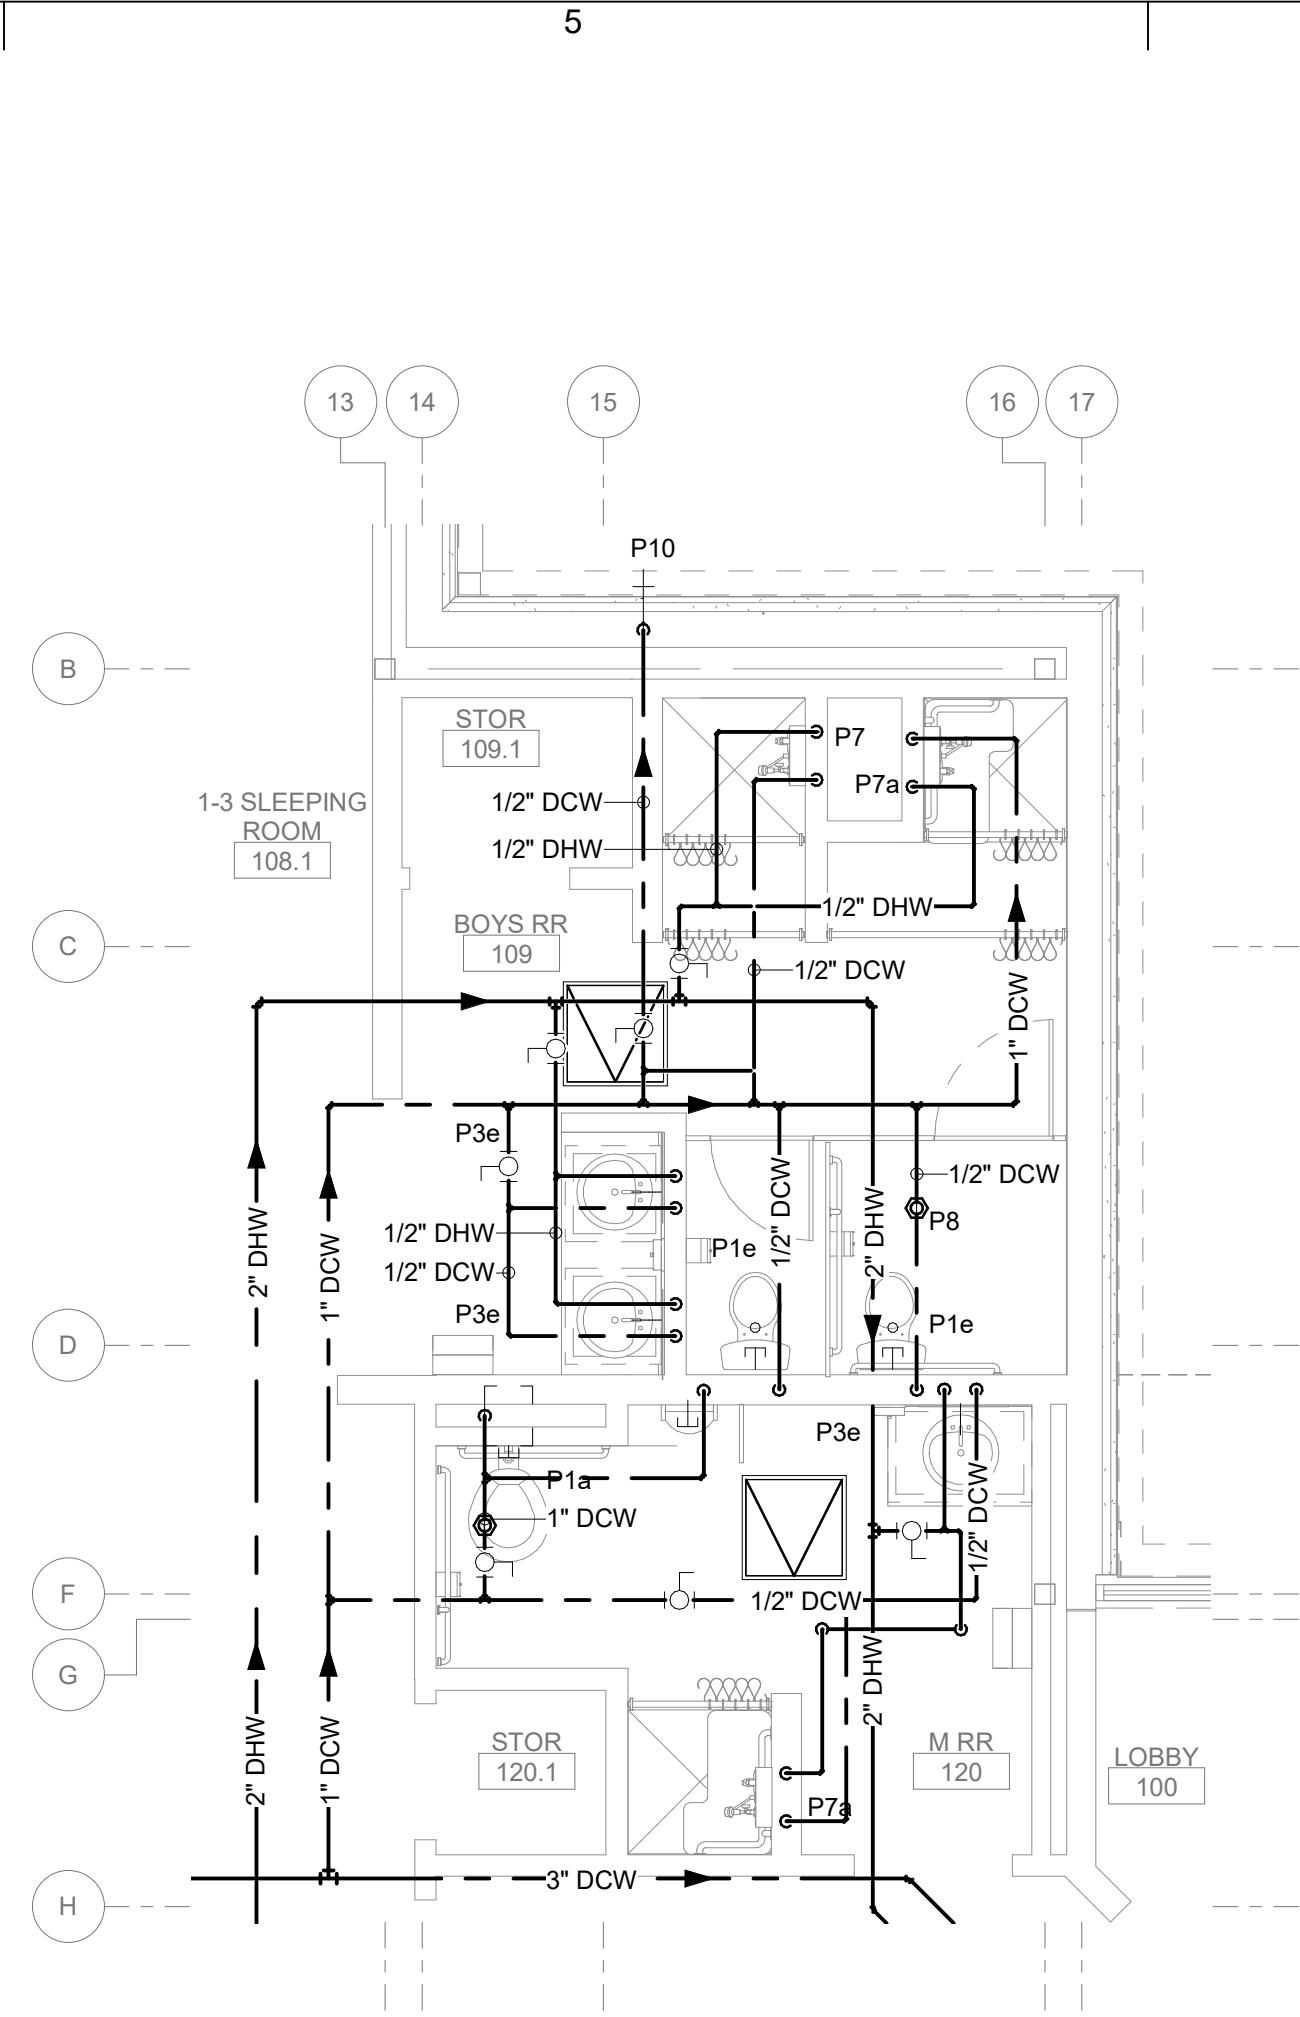 5
13
14
15
16
17
P10
B
STOR
109.1
P7
P7a
1-3 SLEEPING
ROOM
108.1
1/2" DCW
1/2" DHW
1/2" DHW
C
BOYS RR
109
1/2" DCW
1" DCW
P3e
1/2" DCW
1/2" DCW
2" DHW
P8
2" DHW
1" DCW
1/2" DHW
P1e
1/2" DCW
P3e
P1e
D
P3e
P1a
1" DCW
1/2" DCW
F
1/2" DCW
G
2" DHW
2" DHW
1" DCW
STOR
120.1
M RR
120
LOBBY
100
P7a
3" DCW
H